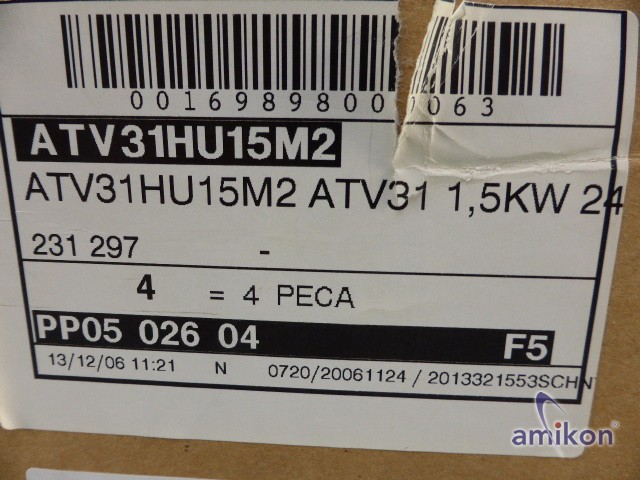 0016989800 063
ATV31HU15M2
ATV31HU15M2 ATV31 1,5KW 24
231 297 -
4 = 4 PECA
PP05 026 04 F5
13/12/06 11:21 N 0720/20061124 / 2013321553SCHN
amikon